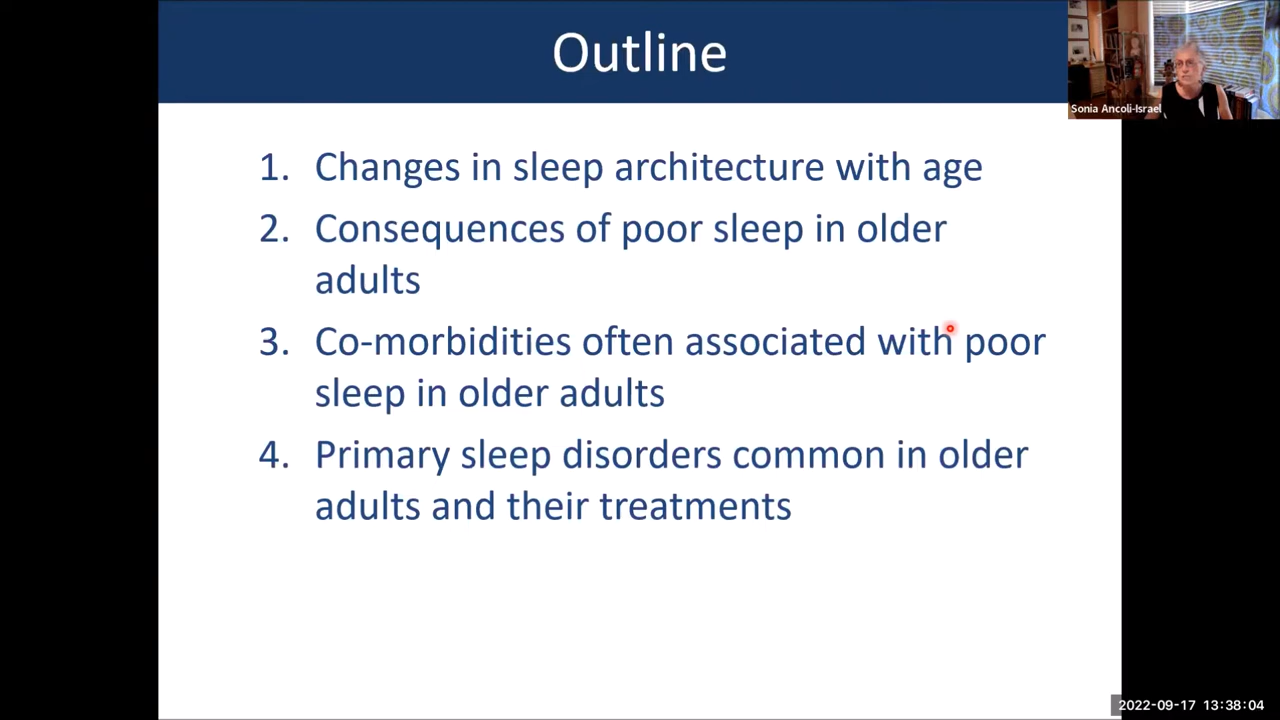 Outline
Sonia Ancoli-Israel
1. Changes in sleep architecture with age
2. Consequences of poor sleep in older
adults
3. Co-morbidities often associated with poor
sleep in older adults
4. Primary sleep disorders common in older
adults and their treatments
2022-09-17 13:38:04